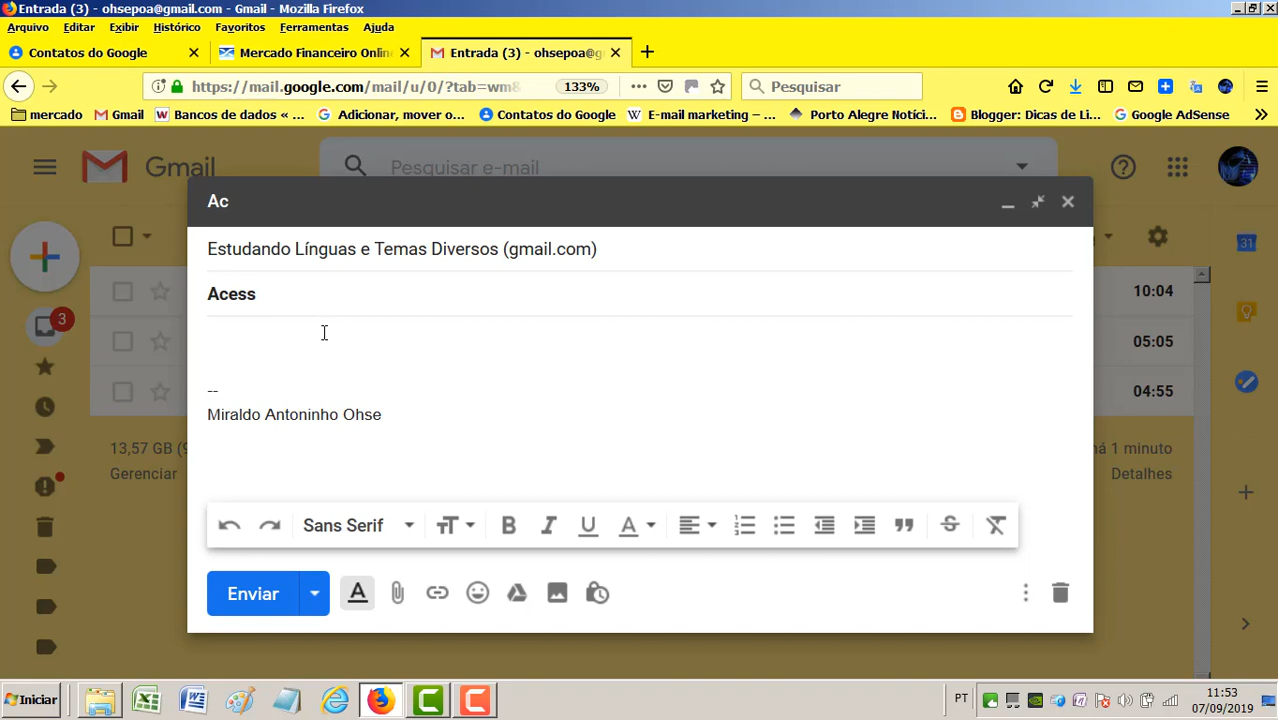 Entrada (3) - ohsepoa@gmail.com - Gmail - Mozilla Firefox
Arquivo Editar Exibir Histórico Favoritos Ferramentas Ajuda
Contatos do Google Mercado Financeiro Online Entrada (3) - ohsepoa@g
https://mail.google.com/mail/u/0/?tab=wm& 133% Pesquisar
mercado Gmail Bancos de dados « ... Adicionar, mover o... Contatos do Google E-mail marketing – ... Porto Alegre Notíci... Blogger: Dicas de Li... Google AdSense
Gmail Pesquisar e-mail
Ac
Estudando Línguas e Temas Diversos (gmail.com)
31
Acess
10:04
3
05:05
--
04:55
Miraldo Antoninho Ohse
13,57 GB (9 há 1 minuto
Gerenciar Detalhes
Sans Serif B I U A
Enviar A
Iniciar PT 11:53
07/09/2019